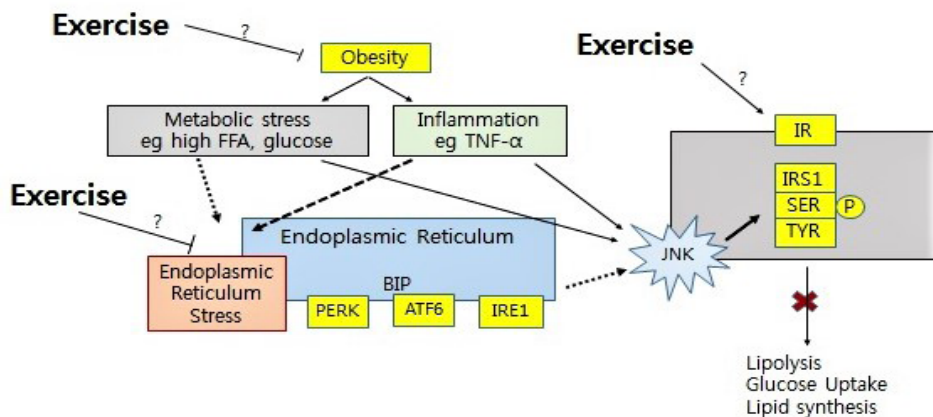 Exercise
?
Obesity
Exercise
?
Metabolic stress
eg high FFA, glucose
Inflammation
eg TNF-α
IR
IRS1
SER
P
TYR
Exercise
?
Endoplasmic Reticulum
JNK
Endoplasmic
Reticulum
Stress
BIP
PERK
ATF6
IRE1
Lipolysis
Glucose Uptake
Lipid synthesis